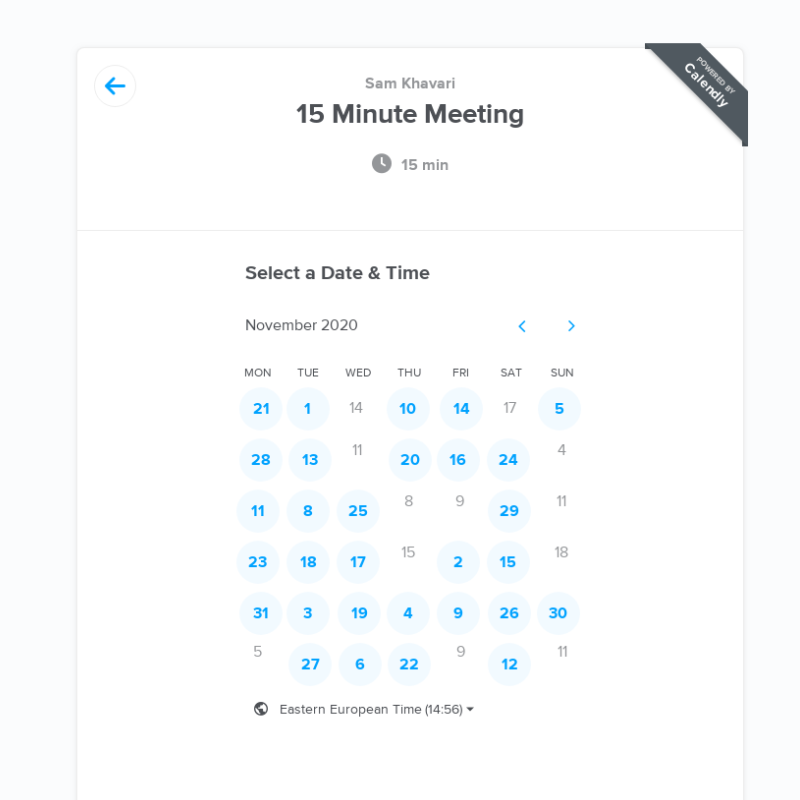 Sam Khavari
POWERED BY
Calendly
15 Minute Meeting
15 min
Select a Date & Time
November 2020
MON TUE WED THU FRI SAT SUN
21 1 14 10 14 17 5
28 13 11 20 16 24 4
11 8 25 8 9 29 11
23 18 17 15 2 15 18
31 3 19 4 9 26 30
5 27 6 22 9 12 11
Eastern European Time (14:56)